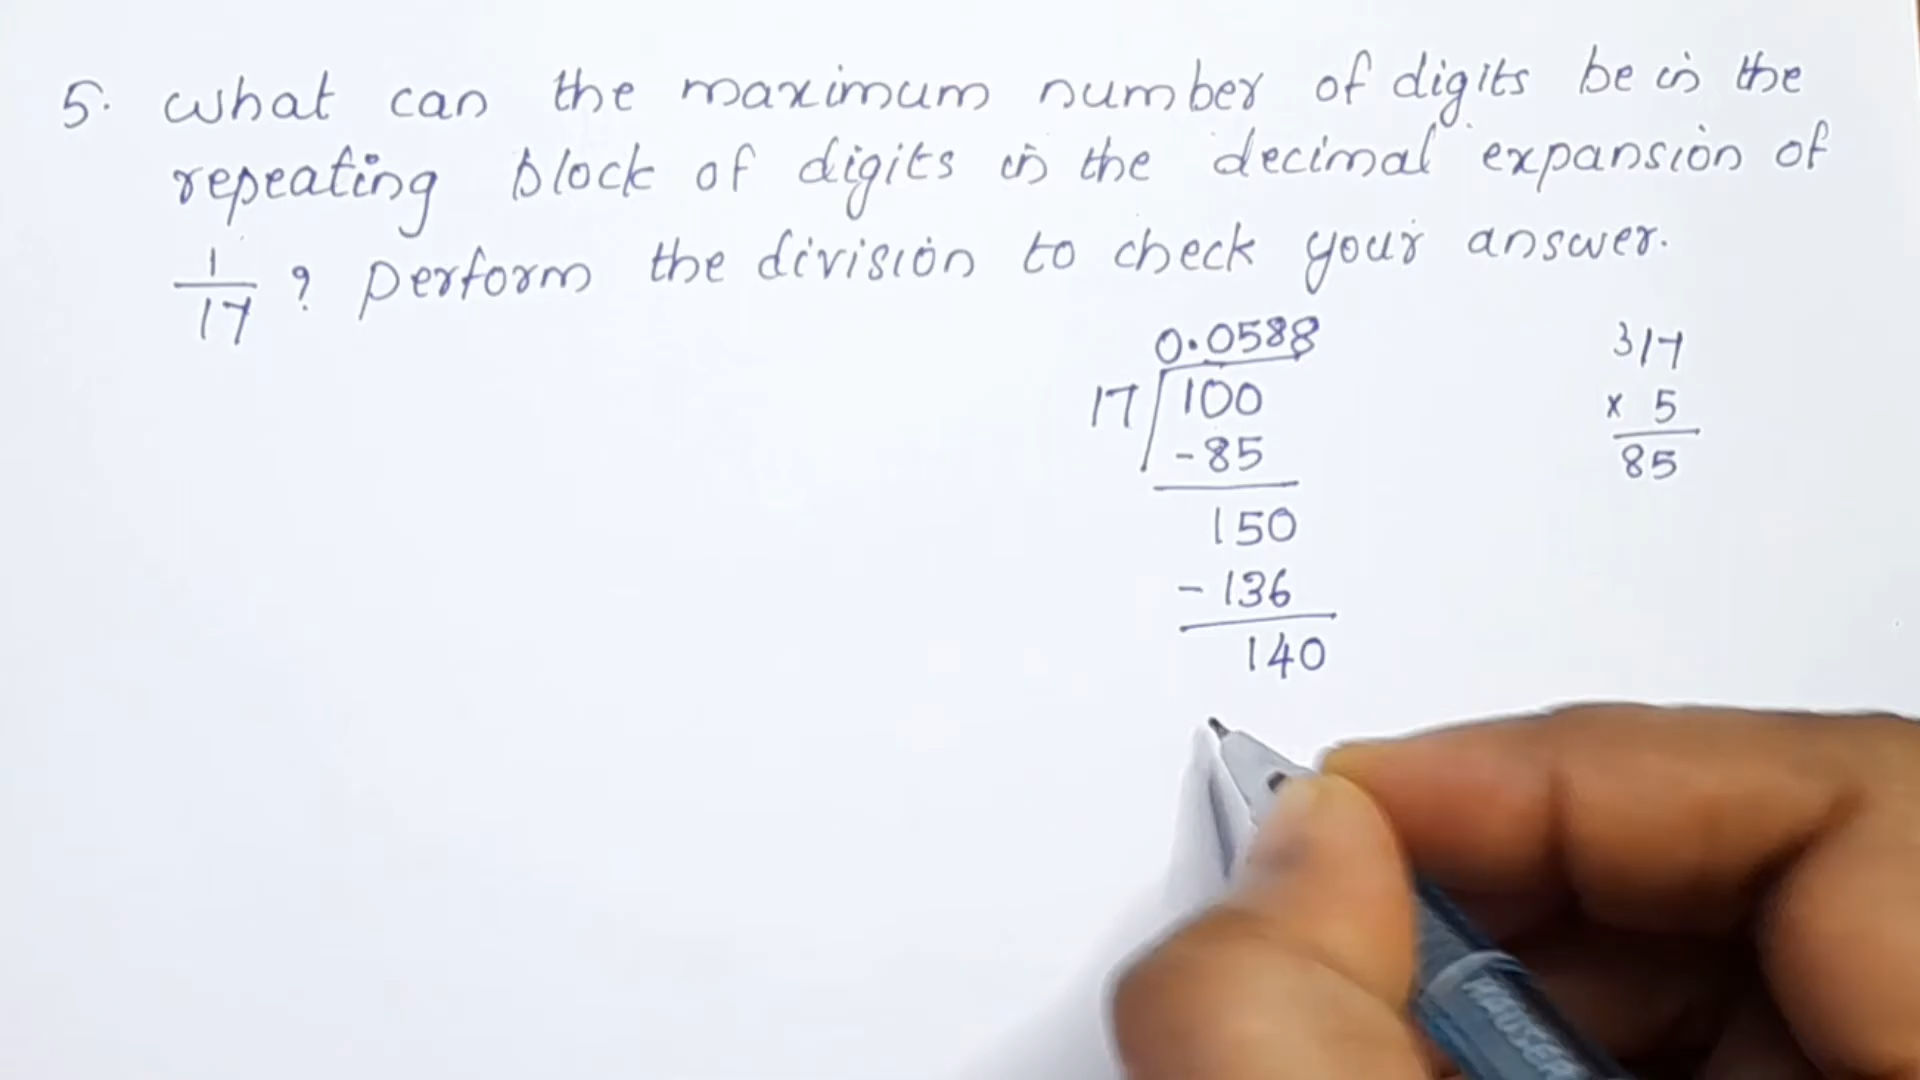 5. What can the maximum number of digits be in the
repeating block of digits in the decimal expansion of
1/17 ? Perform the division to check your answer.
0.0588
17 100
-85
150
- 136
140
317
x 5
85
HAUSER